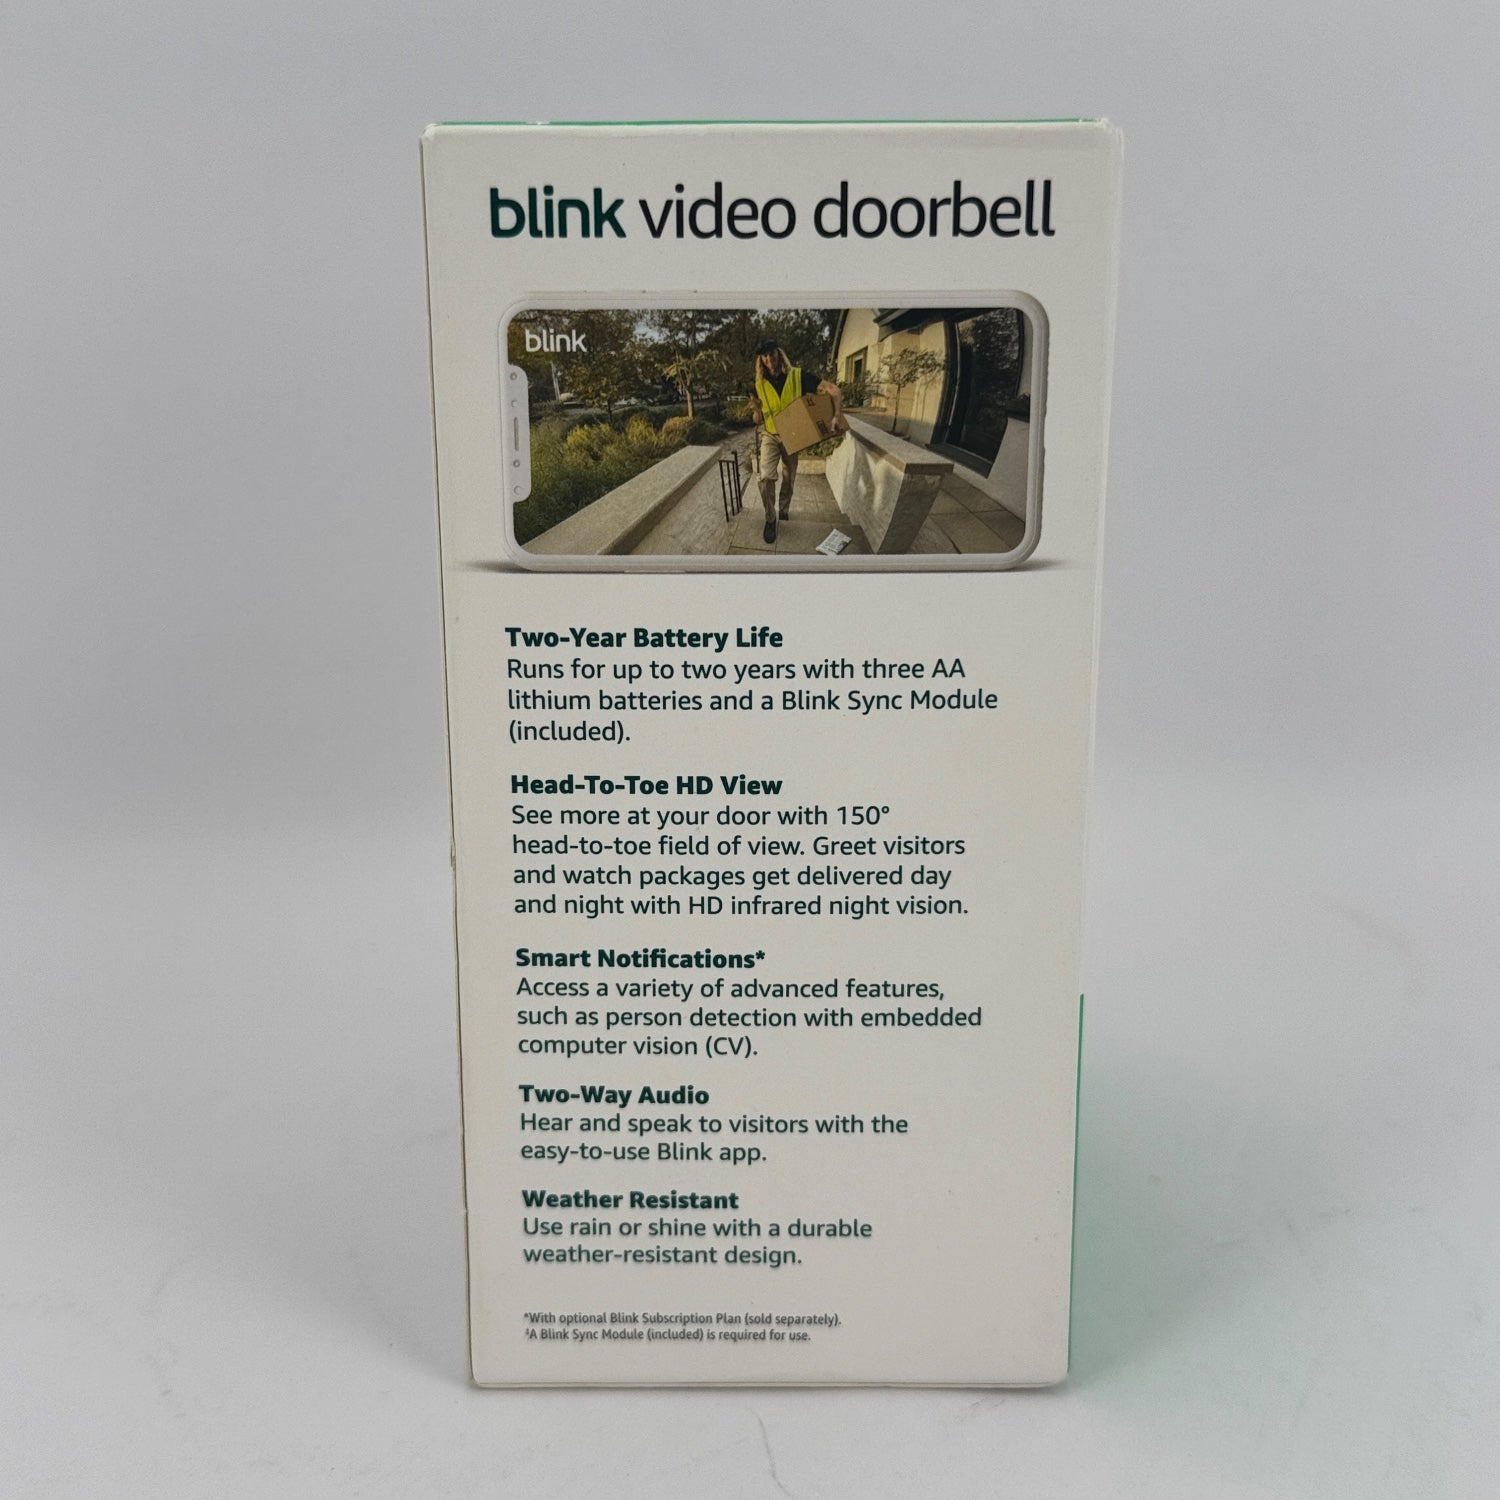 blink video doorbell
blink
Two-Year Battery Life
Runs for up to two years with three AA
lithium batteries and a Blink Sync Module
(included).
Head-To-Toe HD View
See more at your door with 150°
head-to-toe field of view. Greet visitors
and watch packages get delivered day
and night with HD infrared night vision.
Smart Notifications*
Access a variety of advanced features,
such as person detection with embedded
computer vision (CV).
Two-Way Audio
Hear and speak to visitors with the
easy-to-use Blink app.
Weather Resistant
Use rain or shine with a durable
weather-resistant design.
*With optional Blink Subscription Plan (sold separately).
‡A Blink Sync Module (included) is required for use.